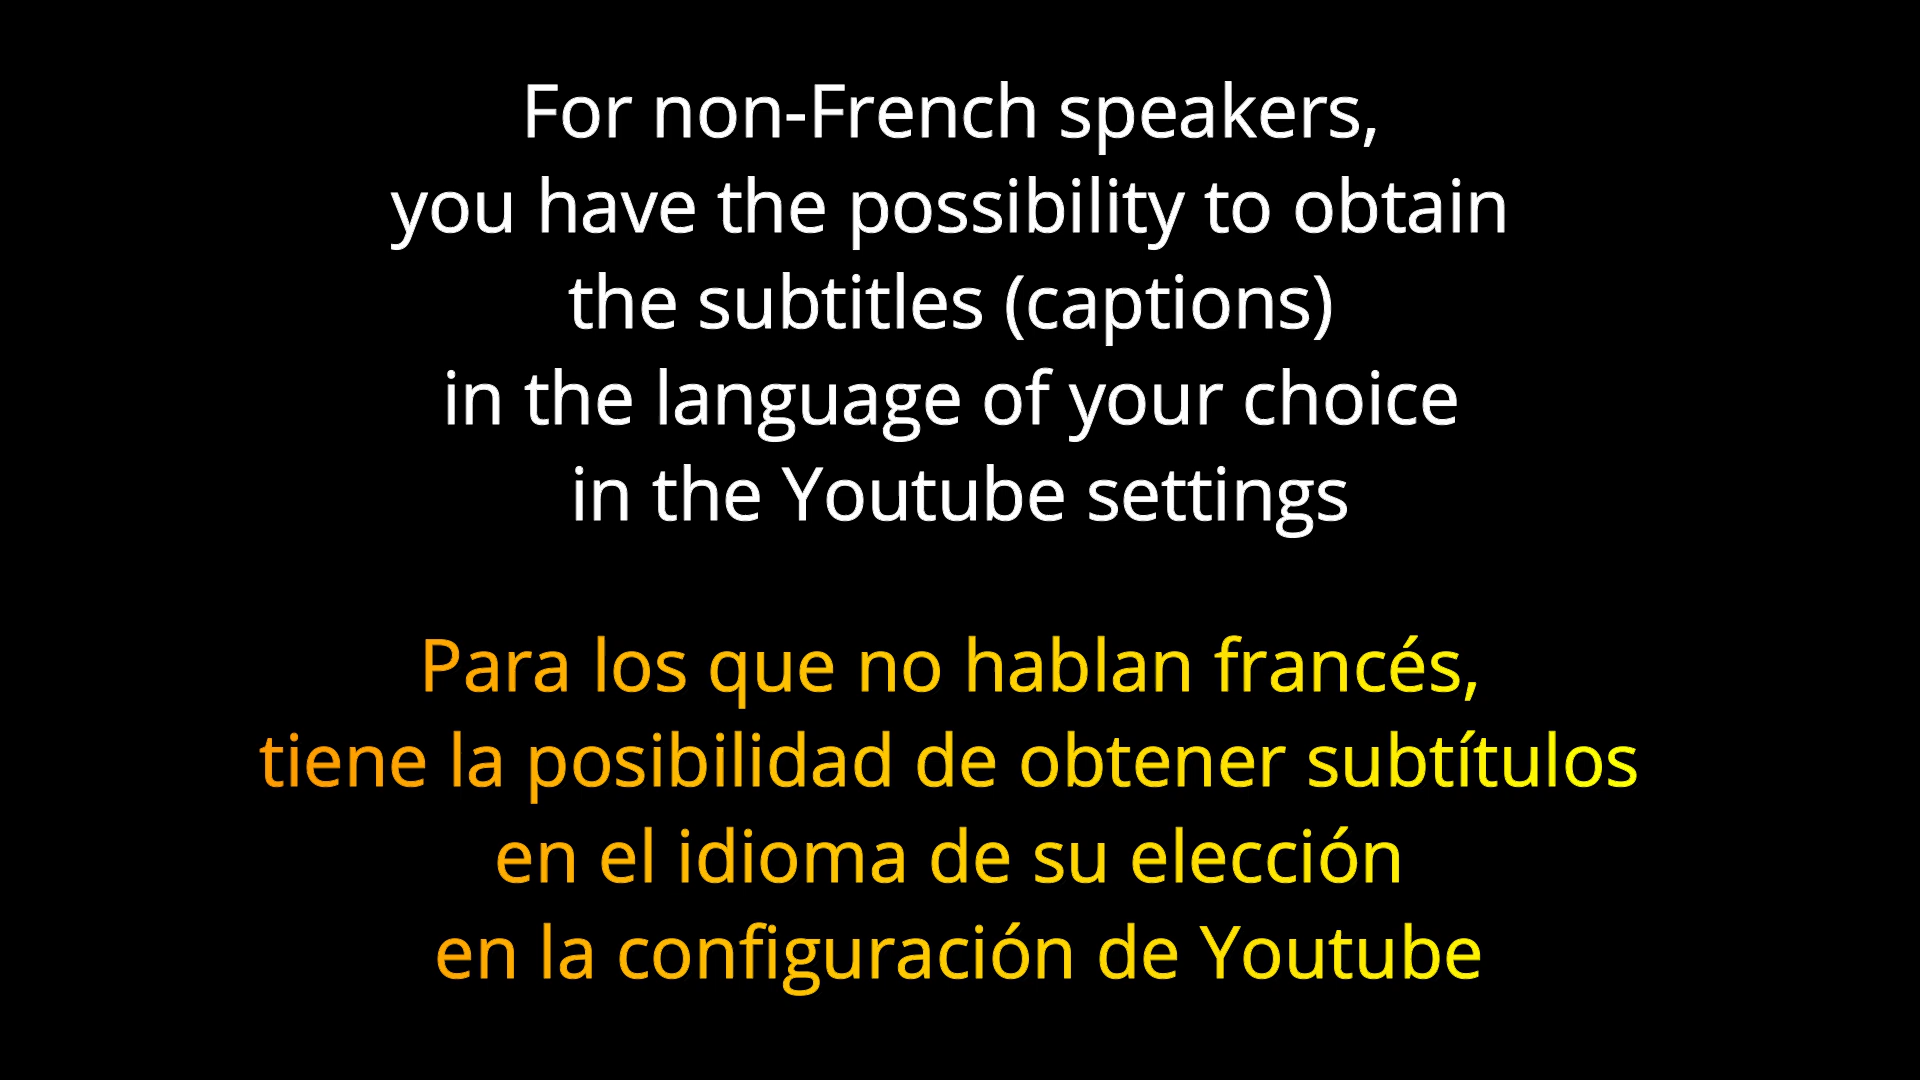 For non-French speakers,
you have the possibility to obtain
the subtitles (captions)
in the language of your choice
in the Youtube settings
Para los que no hablan francés,
tiene la posibilidad de obtener subtítulos
en el idioma de su elección
en la configuración de Youtube